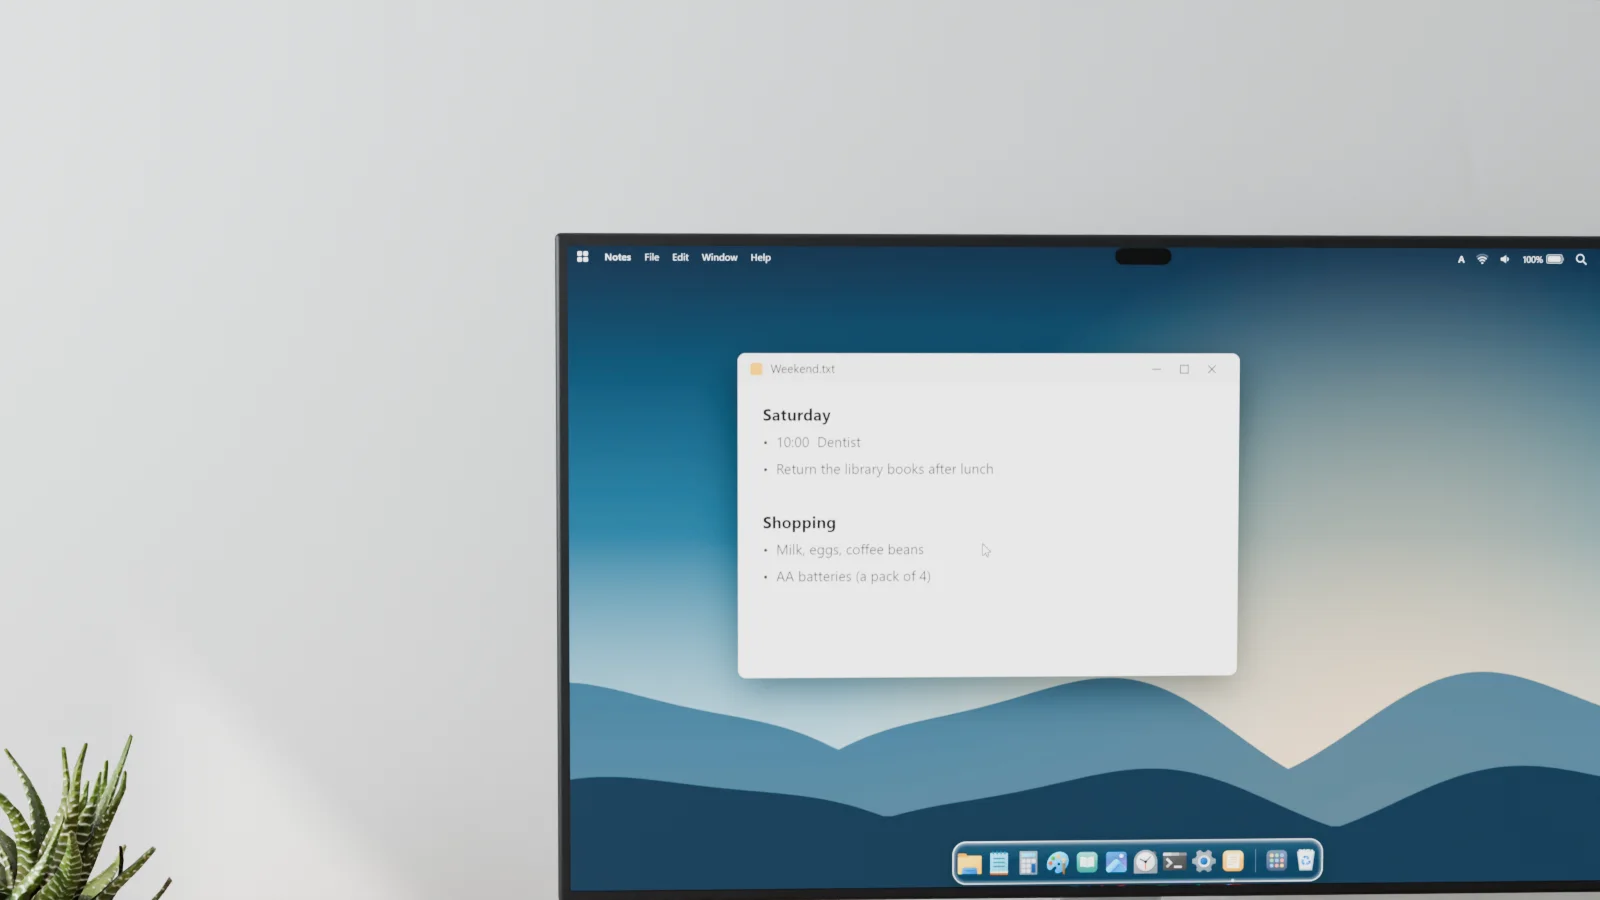 Notes File Edit Window Help
A 100%
Weekend.txt
Saturday
• 10:00 Dentist
• Return the library books after lunch
Shopping
• Milk, eggs, coffee beans
• AA batteries (a pack of 4)